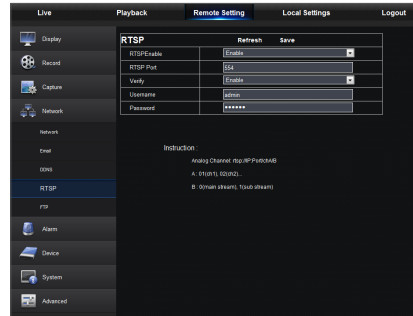 Live Playback Remote Setting Local Settings Logout
Display
Record
Capture
Network
Network
Email
DDNS
RTSP
FTP
Alarm
Device
System
Advanced
RTSP Refresh Save
RTSPEnable Enable
RTSP Port 554
Verify Enable
Username admin
Password ••••••
Instruction :
Analog Channel: rtsp://IP:Port/chA/B
A : 01(ch1), 02(ch2)...
B : 0(main stream), 1(sub stream)